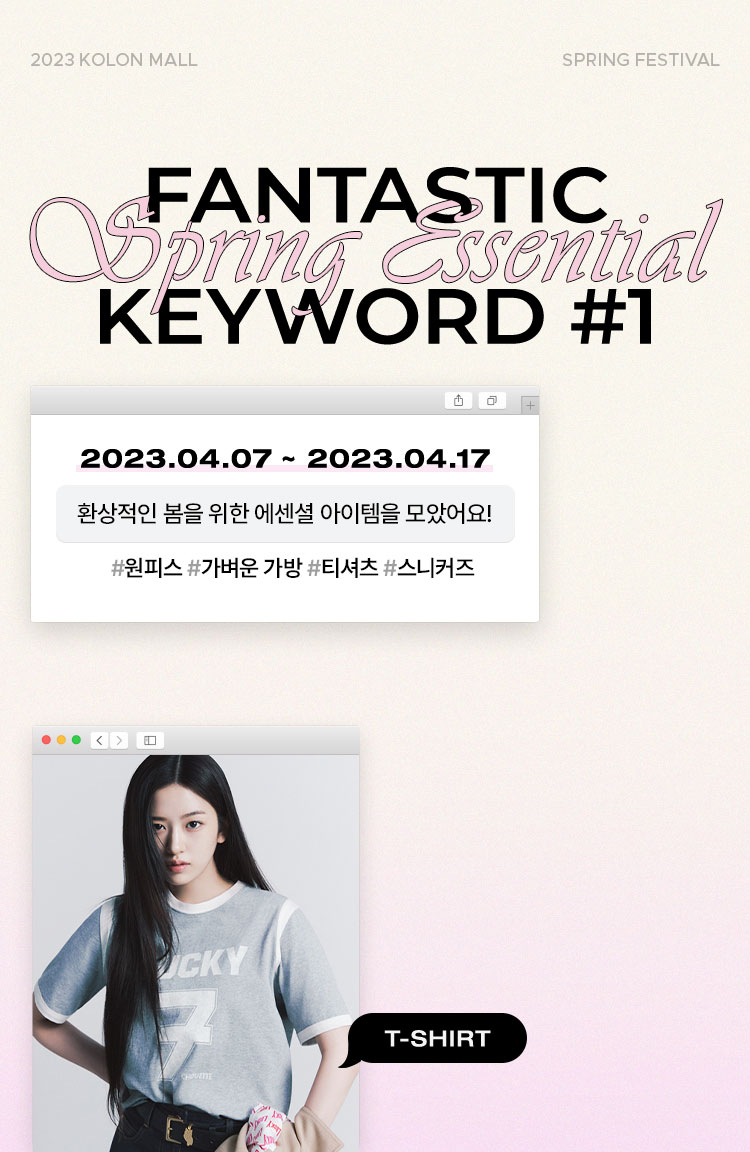 2023 KOLON MALL
SPRING FESTIVAL
FANTASTIC
Spring Essential
KEYWORD #1
2023.04.07 ~ 2023.04.17
환상적인 봄을 위한 에센셜 아이템을 모았어요!
#원피스 #가벼운 가방 #티셔츠 #스니커즈
LUCKY
7
T-SHIRT